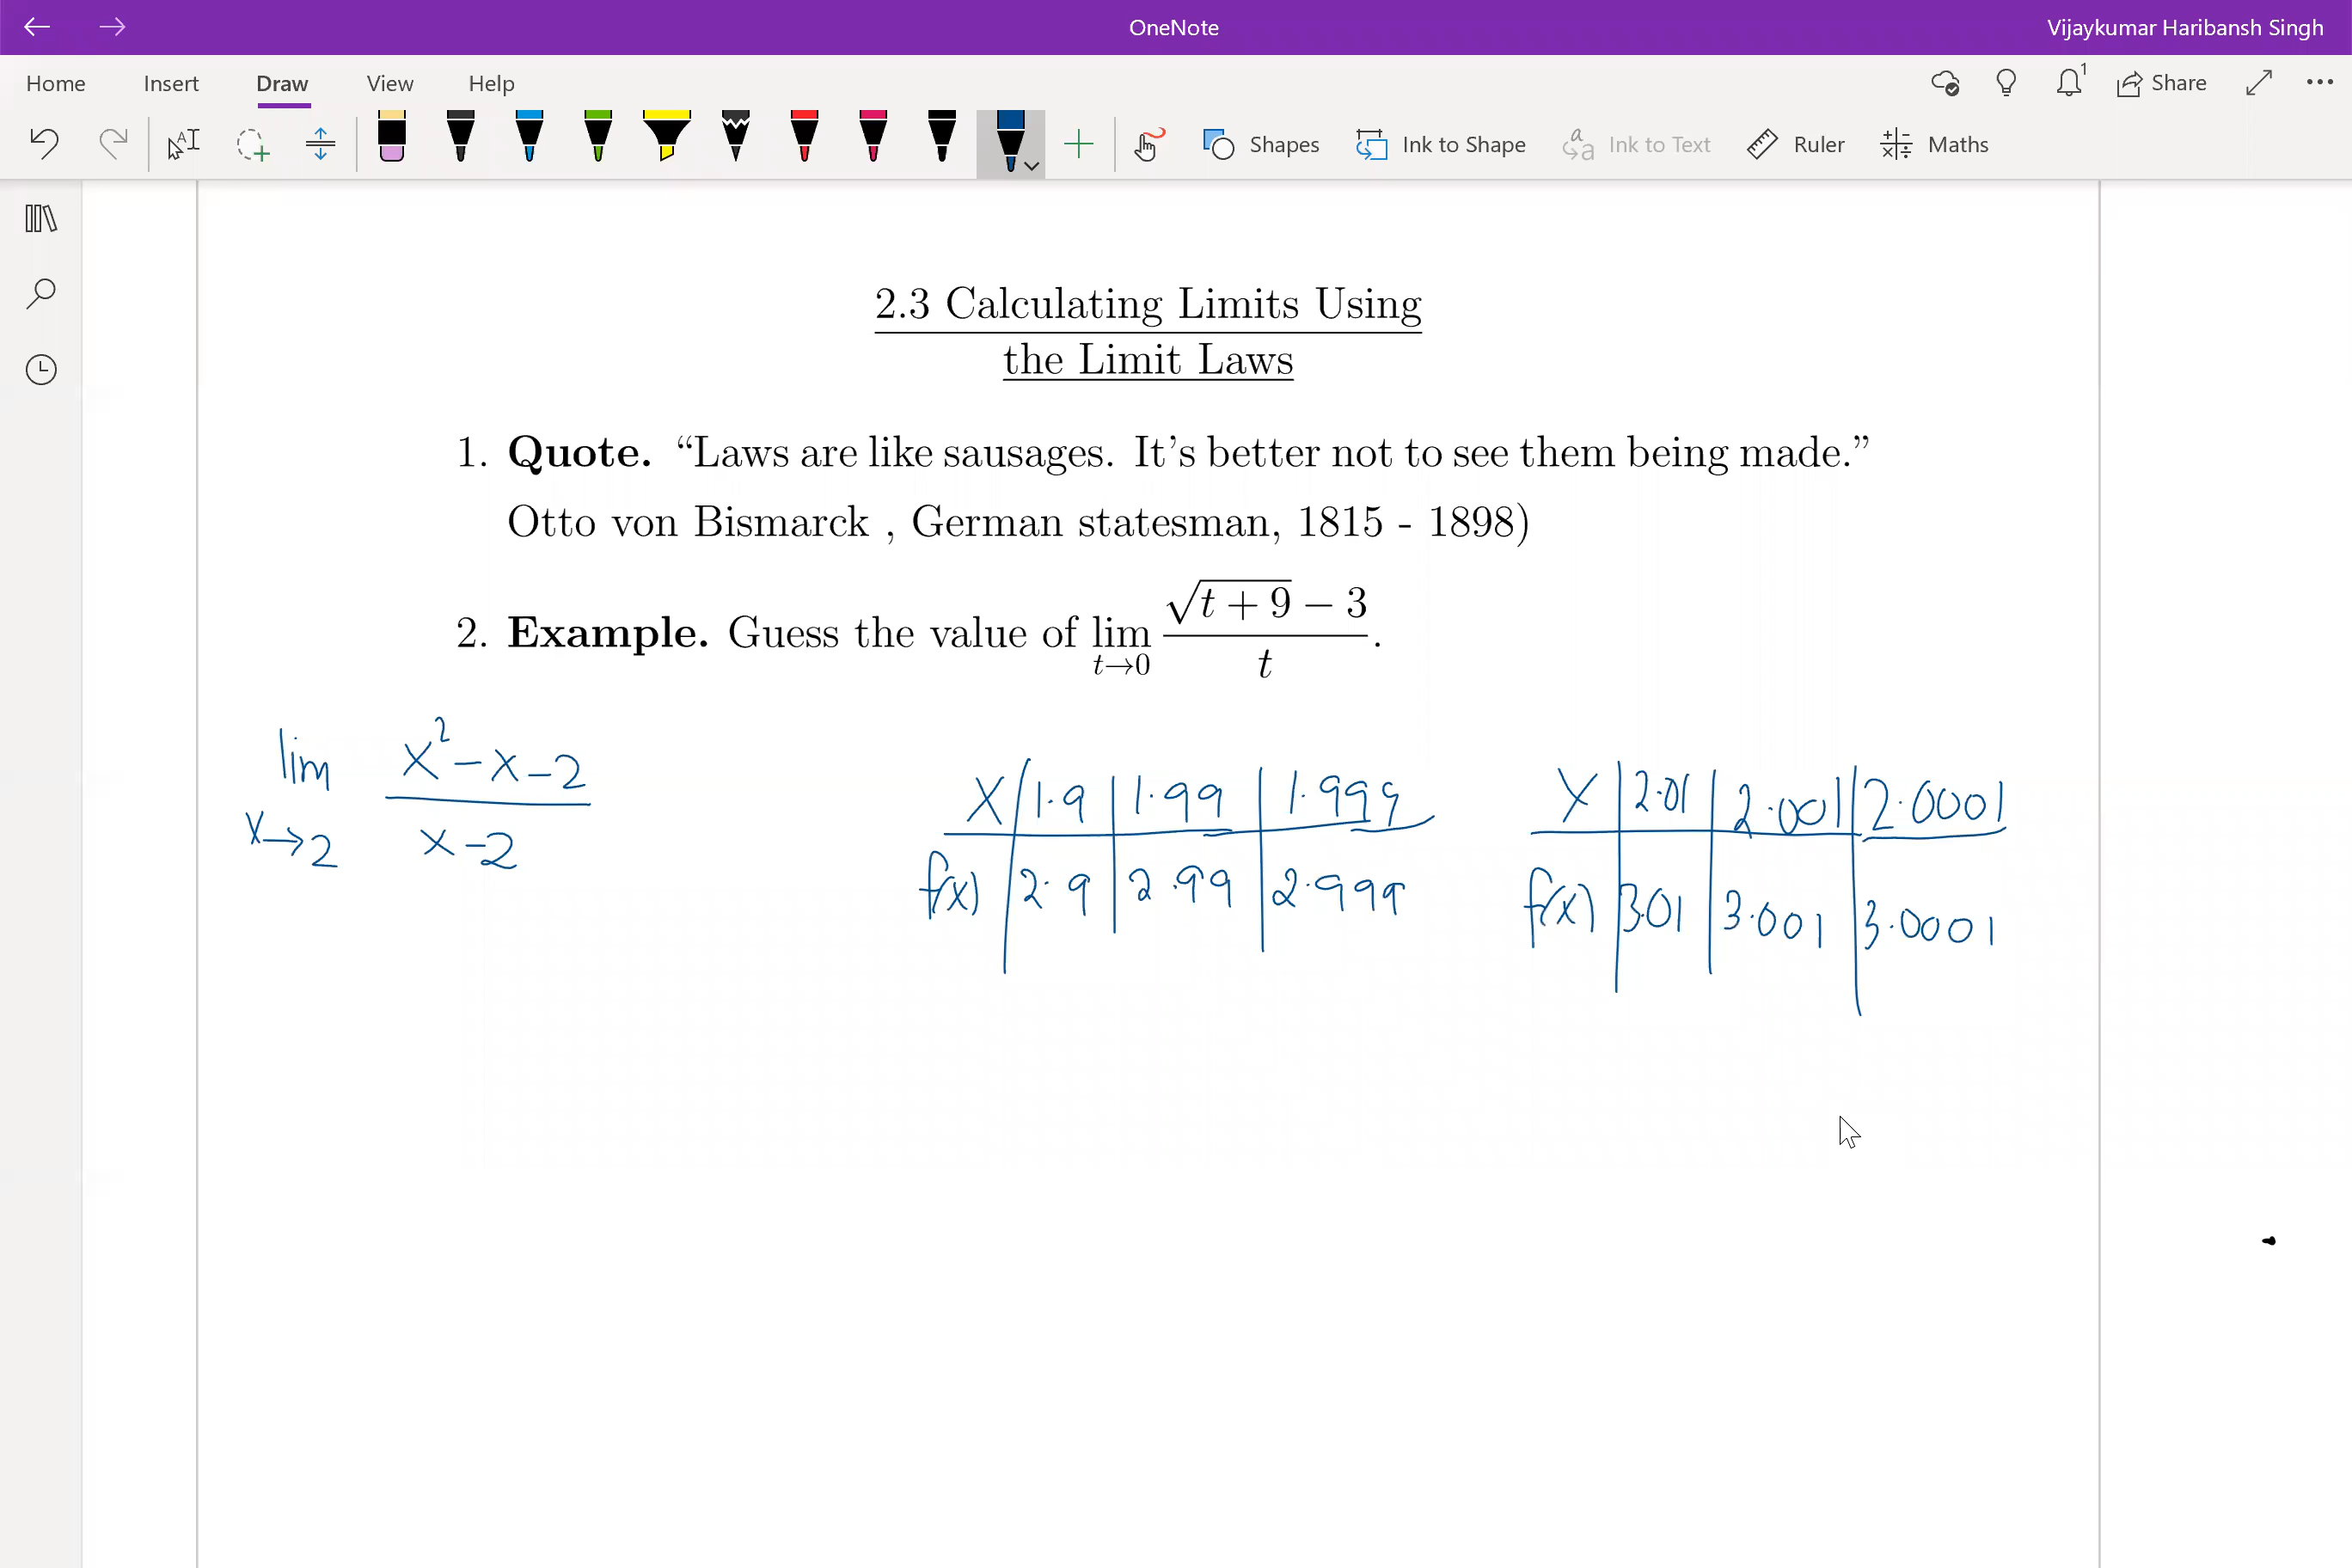 OneNote
Vijaykumar Haribansh Singh
Home Insert Draw View Help
1
Share
Shapes Ink to Shape Ink to Text Ruler Maths
2.3 Calculating Limits Using
the Limit Laws
1. Quote. “Laws are like sausages. It’s better not to see them being made.”
Otto von Bismarck , German statesman, 1815 - 1898)
2. Example. Guess the value of lim t→0 (√(t + 9) − 3) / t.
lim x→2 (x² − x − 2) / (x − 2)
X | 1.9 | 1.99 | 1.999
f(x) | 2.9 | 2.99 | 2.999
X | 2.01 | 2.001 | 2.0001
f(x) | 3.01 | 3.001 | 3.0001